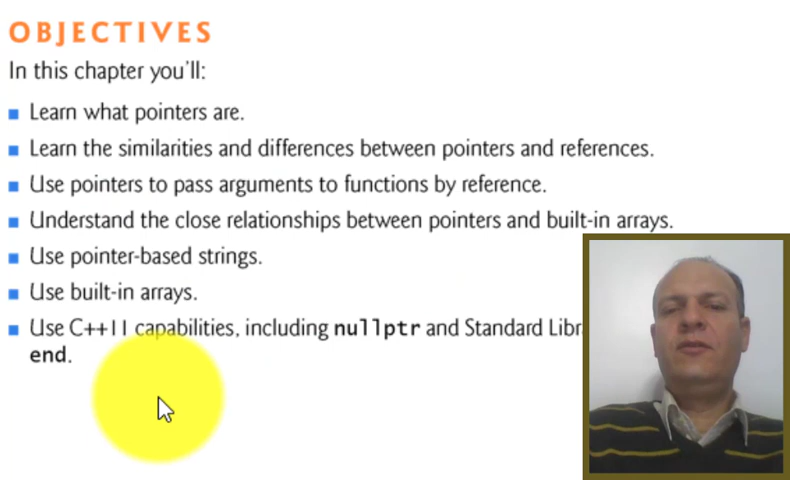 OBJECTIVES
In this chapter you'll:
Learn what pointers are.
Learn the similarities and differences between pointers and references.
Use pointers to pass arguments to functions by reference.
Understand the close relationships between pointers and built-in arrays.
Use pointer-based strings.
Use built-in arrays.
Use C++11 capabilities, including nullptr and Standard
end.